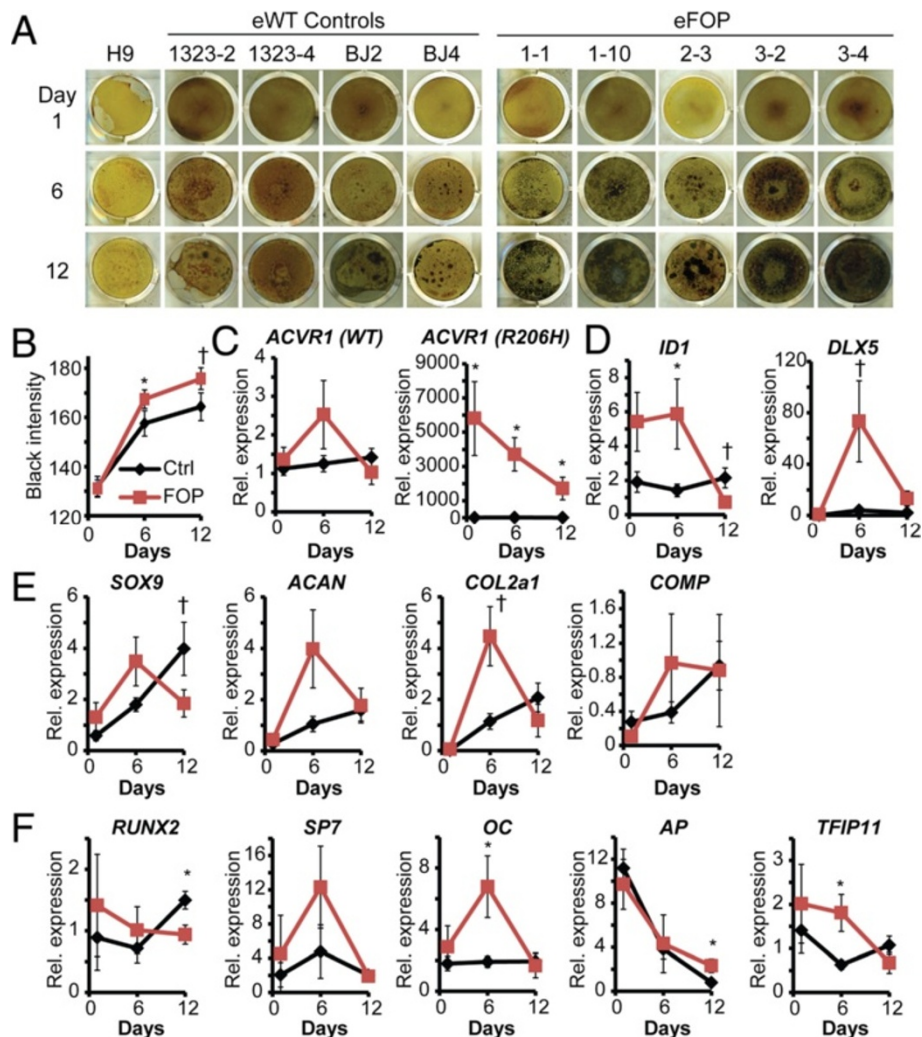 A
eWT Controls
eFOP
H9 1323-2 1323-4 BJ2 BJ4 1-1 1-10 2-3 3-2 3-4
Day
1
6
12
B
Black intensity
180
160
140
120
0 6 12
Days
Ctrl
FOP
*
†
C
ACVR1 (WT)
Rel. expression
4
3
2
1
0
0 6 12
Days
ACVR1 (R206H)
Rel. expression
9000
7000
5000
3000
1000
0
0 6 12
Days
*
*
*
D
ID1
Rel. expression
8
6
4
2
0
0 6 12
Days
*
†
DLX5
Rel. expression
120
80
40
0
0 6 12
Days
†
E
SOX9
Rel. expression
6
4
2
0
0 6 12
Days
†
ACAN
Rel. expression
6
4
2
0
0 6 12
Days
COL2a1
Rel. expression
6
4
2
0
0 6 12
Days
†
COMP
Rel. expression
1.6
1.2
0.8
0.4
0
0 6 12
Days
F
RUNX2
Rel. expression
2
1
0
0 6 12
Days
*
SP7
Rel. expression
16
12
8
4
0
0 6 12
Days
OC
Rel. expression
8
4
0
0 6 12
Days
*
AP
Rel. expression
12
8
4
0
0 6 12
Days
*
TFIP11
Rel. expression
3
2
1
0
0 6 12
Days
*